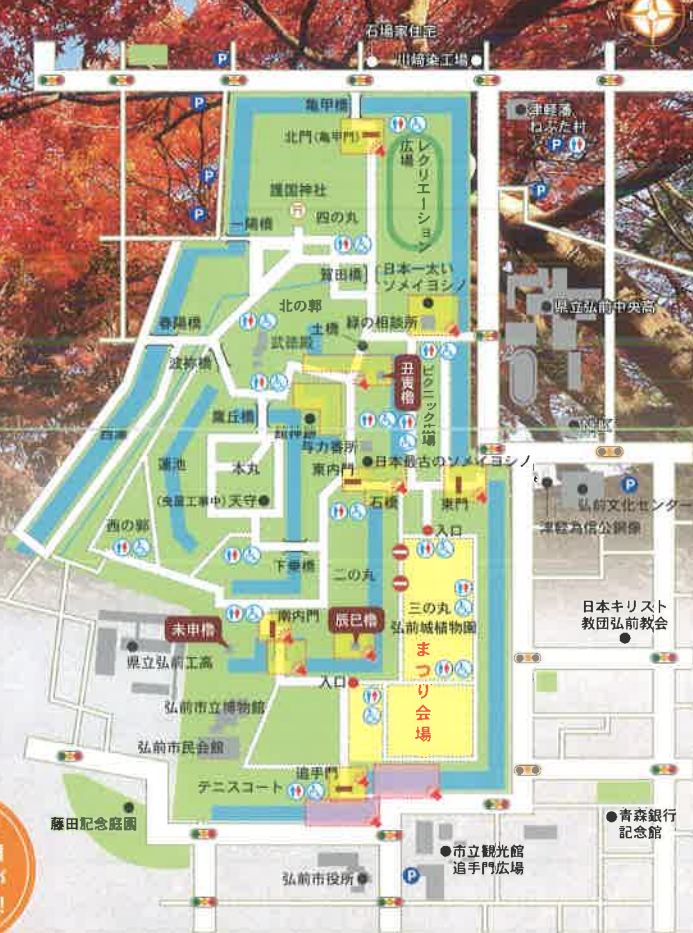 石場家住宅
川﨑染工場
亀甲橋
津軽藩
ねぷた村
北門(亀甲門)
レクリエーション
広場
護国神社
四の丸
一陽橋
賀田橋
日本一太い
ソメイヨシノ
県立弘前中央高
北の郭
春陽橋
土橋
緑の相談所
武徳殿
波祢橋
丑寅櫓
ピクニック広場
鷹丘橋
NHK
西濠
与力番所
蓮池
本丸
東内門
日本最古のソメイヨシノ
(曳屋工事中)天守
石橋
東門
弘前文化センター
津軽為信公銅像
西の郭
入口
下乗橋
二の丸
三の丸
弘前城植物園
日本キリスト
教団弘前教会
南内門
辰巳櫓
未申櫓
県立弘前工高
まつり会場
入口
弘前市立博物館
弘前市民会館
追手門
テニスコート
藤田記念庭園
青森銀行
記念館
市立観光館
追手門広場
弘前市役所